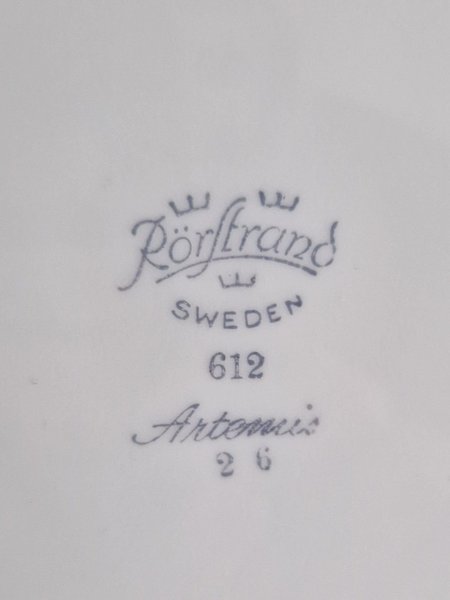 Rörstrand
SWEDEN
612
Artemis
2 6